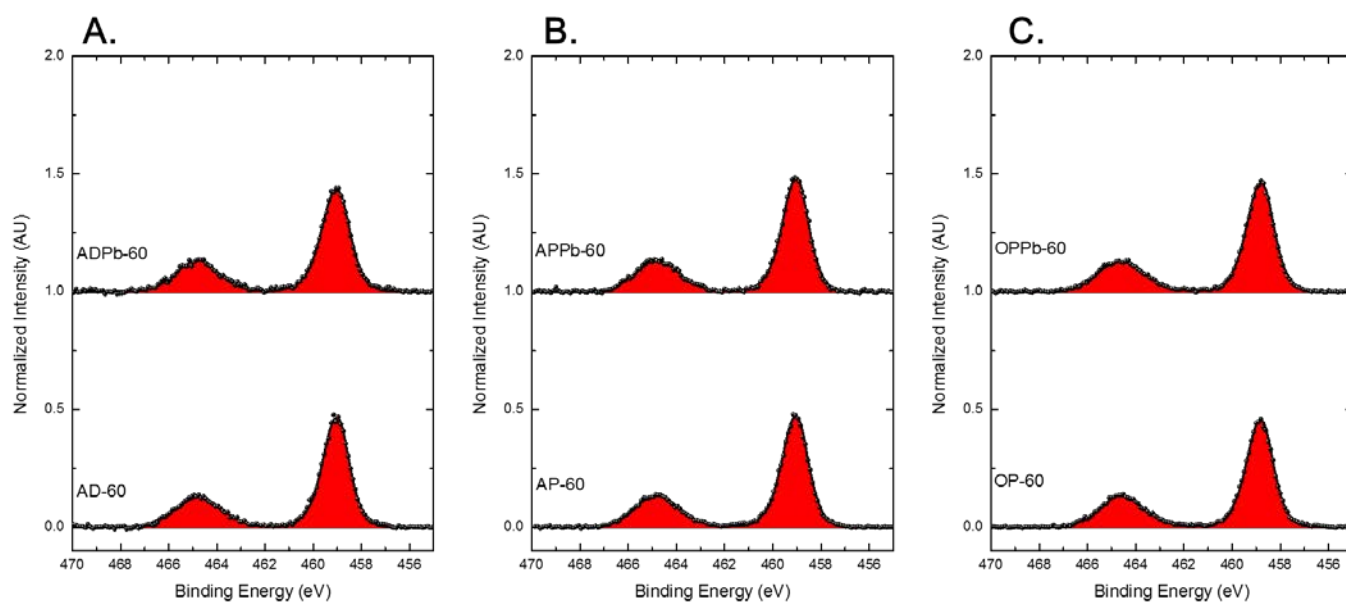 A.
2.0
1.5
1.0
0.5
0.0
Normalized Intensity (AU)
ADPb-60
AD-60
470 468 466 464 462 460 458 456
Binding Energy (eV)
B.
2.0
1.5
1.0
0.5
0.0
Normalized Intensity (AU)
APPb-60
AP-60
470 468 466 464 462 460 458 456
Binding Energy (eV)
C.
2.0
1.5
1.0
0.5
0.0
Normalized Intensity (AU)
OPPb-60
OP-60
470 468 466 464 462 460 458 456
Binding Energy (eV)